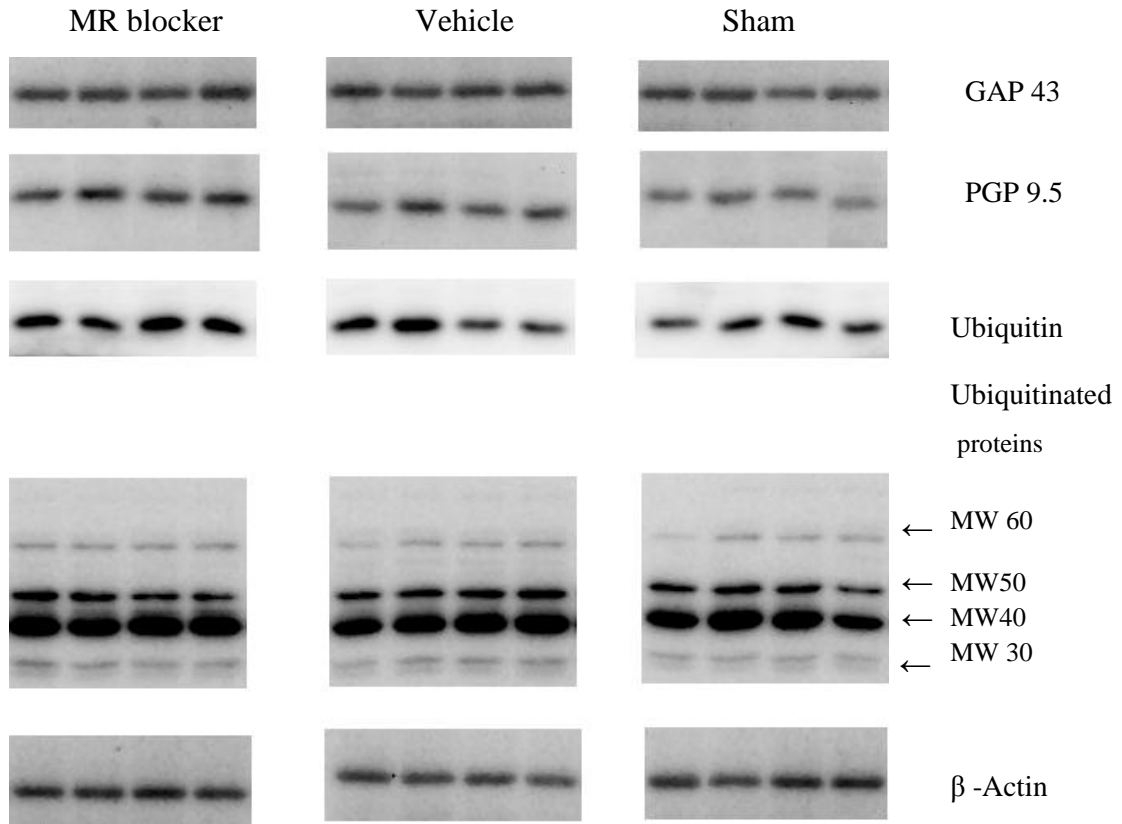 MR blocker Vehicle Sham
GAP 43
PGP 9.5
Ubiquitin
Ubiquitinated
proteins
← MW 60
← MW50
← MW40
← MW 30
β -Actin